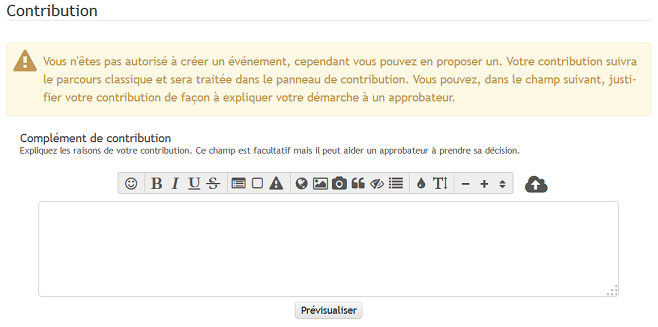 Contribution
Vous n'êtes pas autorisé à créer un événement, cependant vous pouvez en proposer un. Votre contribution suivra
le parcours classique et sera traitée dans le panneau de contribution. Vous pouvez, dans le champ suivant, justi-
fier votre contribution de façon à expliquer votre démarche à un approbateur.
Complément de contribution
Expliquez les raisons de votre contribution. Ce champ est facultatif mais il peut aider un approbateur à prendre sa décision.
B I U S T
Prévisualiser